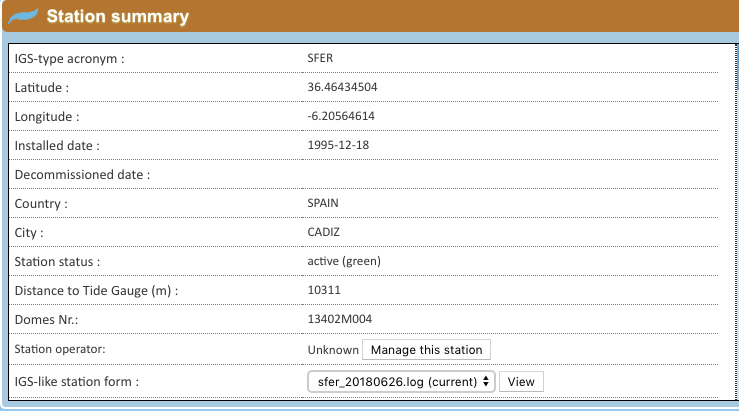 Station summary
IGS-type acronym : SFER
Latitude : 36.46434504
Longitude : -6.20564614
Installed date : 1995-12-18
Decommissioned date :
Country : SPAIN
City : CADIZ
Station status : active (green)
Distance to Tide Gauge (m) : 10311
Domes Nr.: 13402M004
Station operator: Unknown Manage this station
IGS-like station form : sfer_20180626.log (current) View